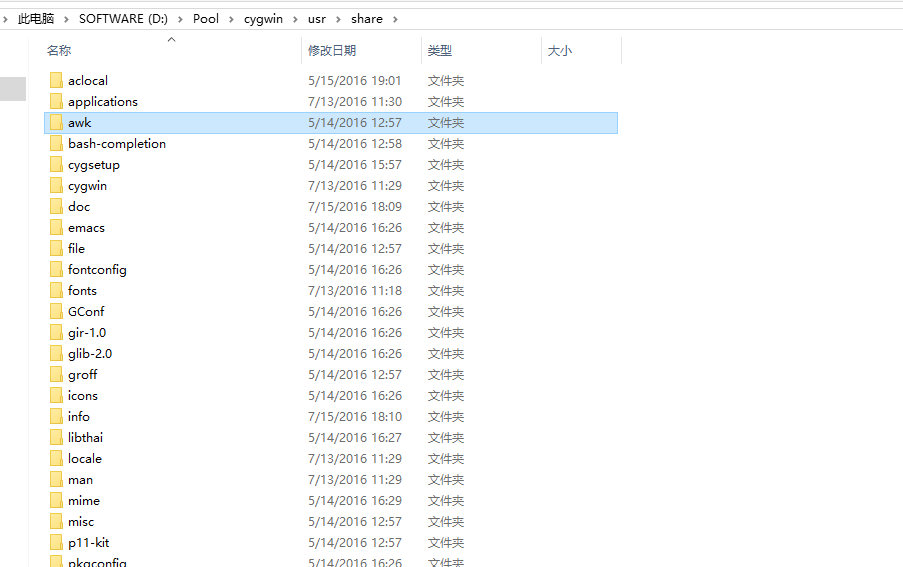 此电脑 > SOFTWARE (D:) > Pool > cygwin > usr > share >
名称 修改日期 类型 大小
aclocal 5/15/2016 19:01 文件夹
applications 7/13/2016 11:30 文件夹
awk 5/14/2016 12:57 文件夹
bash-completion 5/14/2016 12:58 文件夹
cygsetup 5/14/2016 15:57 文件夹
cygwin 7/13/2016 11:29 文件夹
doc 7/15/2016 18:09 文件夹
emacs 5/14/2016 16:26 文件夹
file 5/14/2016 12:57 文件夹
fontconfig 5/14/2016 16:26 文件夹
fonts 7/13/2016 11:18 文件夹
GConf 5/14/2016 16:26 文件夹
gir-1.0 5/14/2016 16:26 文件夹
glib-2.0 5/14/2016 16:26 文件夹
groff 5/14/2016 12:57 文件夹
icons 5/14/2016 16:26 文件夹
info 7/15/2016 18:10 文件夹
libthai 5/14/2016 16:27 文件夹
locale 7/13/2016 11:29 文件夹
man 7/13/2016 11:29 文件夹
mime 5/14/2016 16:29 文件夹
misc 5/14/2016 12:57 文件夹
p11-kit 5/14/2016 12:57 文件夹
pkgconfig 5/14/2016 16:26 文件夹